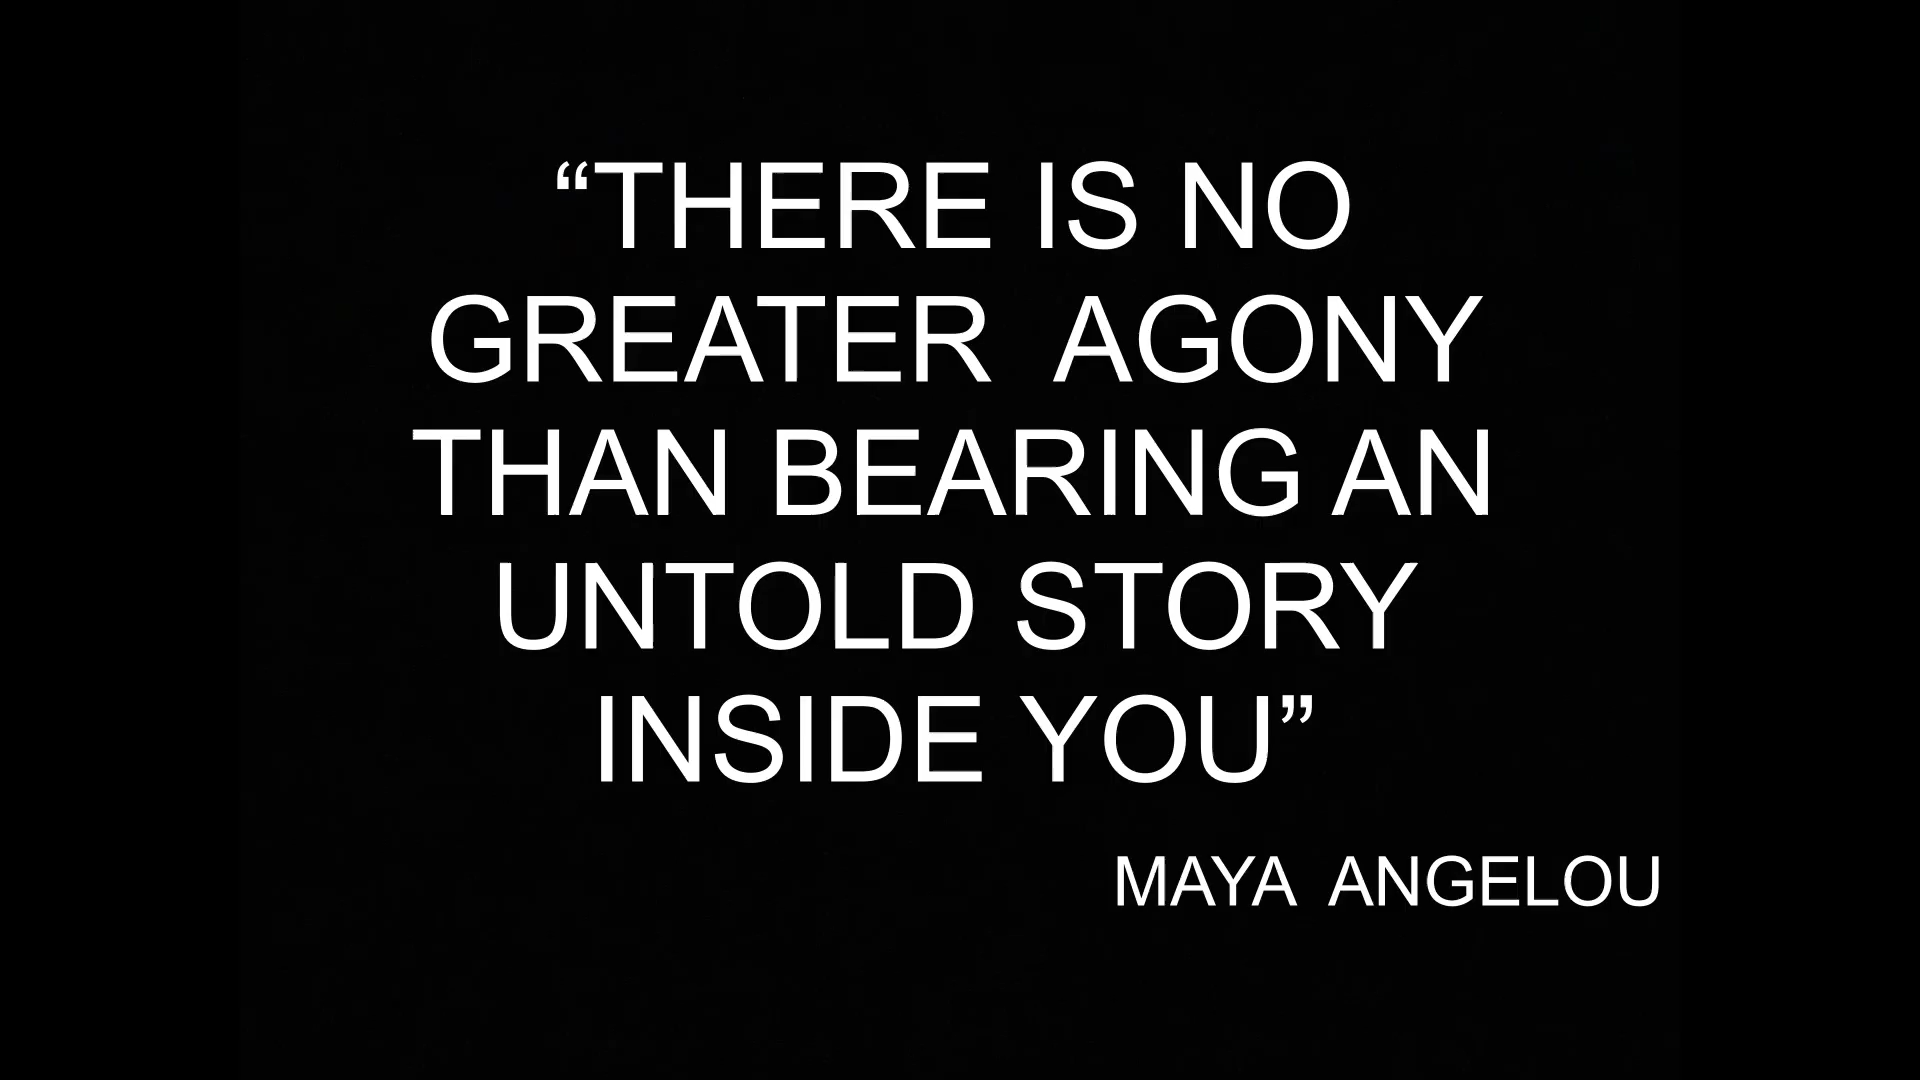 “THERE IS NO
GREATER AGONY
THAN BEARING AN
UNTOLD STORY
INSIDE YOU”
MAYA ANGELOU